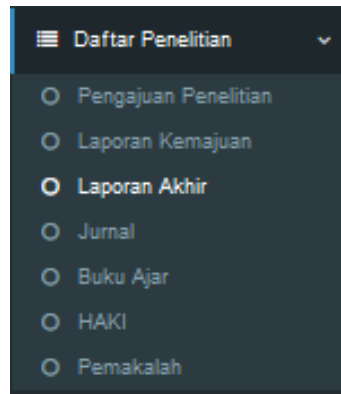 Daftar Penelitian
Pengajuan Penelitian
Laporan Kemajuan
Laporan Akhir
Jurnal
Buku Ajar
HAKI
Pemakalah